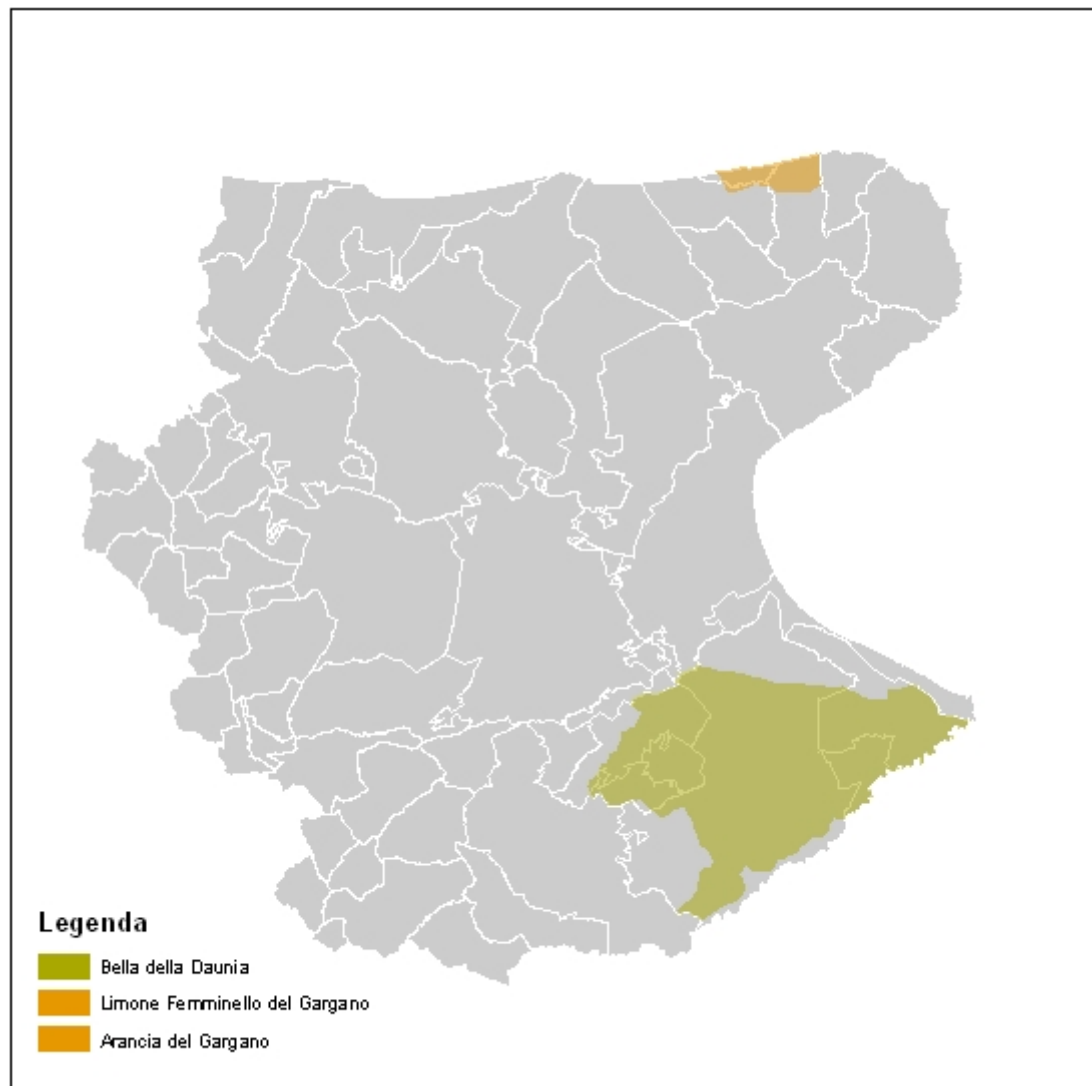 Legenda
Bella della Daunia
Limone Femminello del Gargano
Arancia del Gargano